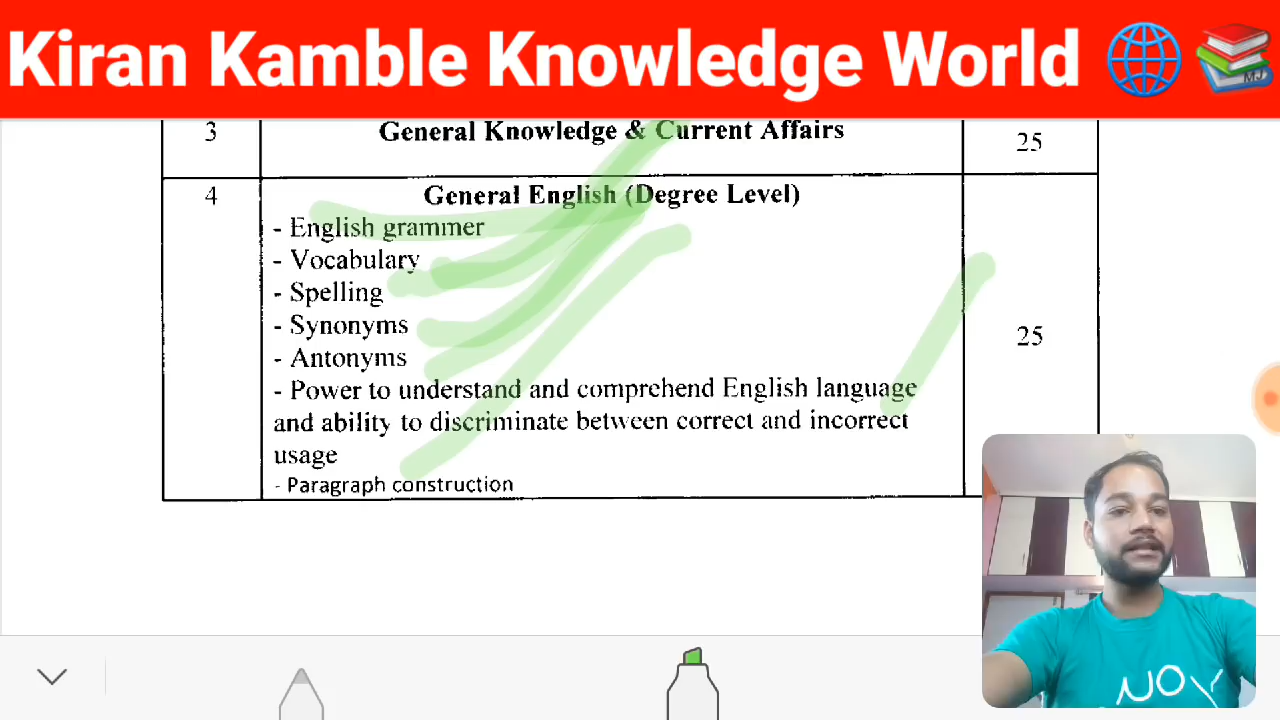 Kiran Kamble Knowledge World
MJ
3 General Knowledge & Current Affairs 25
4 General English (Degree Level)
- English grammer
- Vocabulary
- Spelling
- Synonyms
- Antonyms
25
- Power to understand and comprehend English language
and ability to discriminate between correct and incorrect
usage
- Paragraph construction